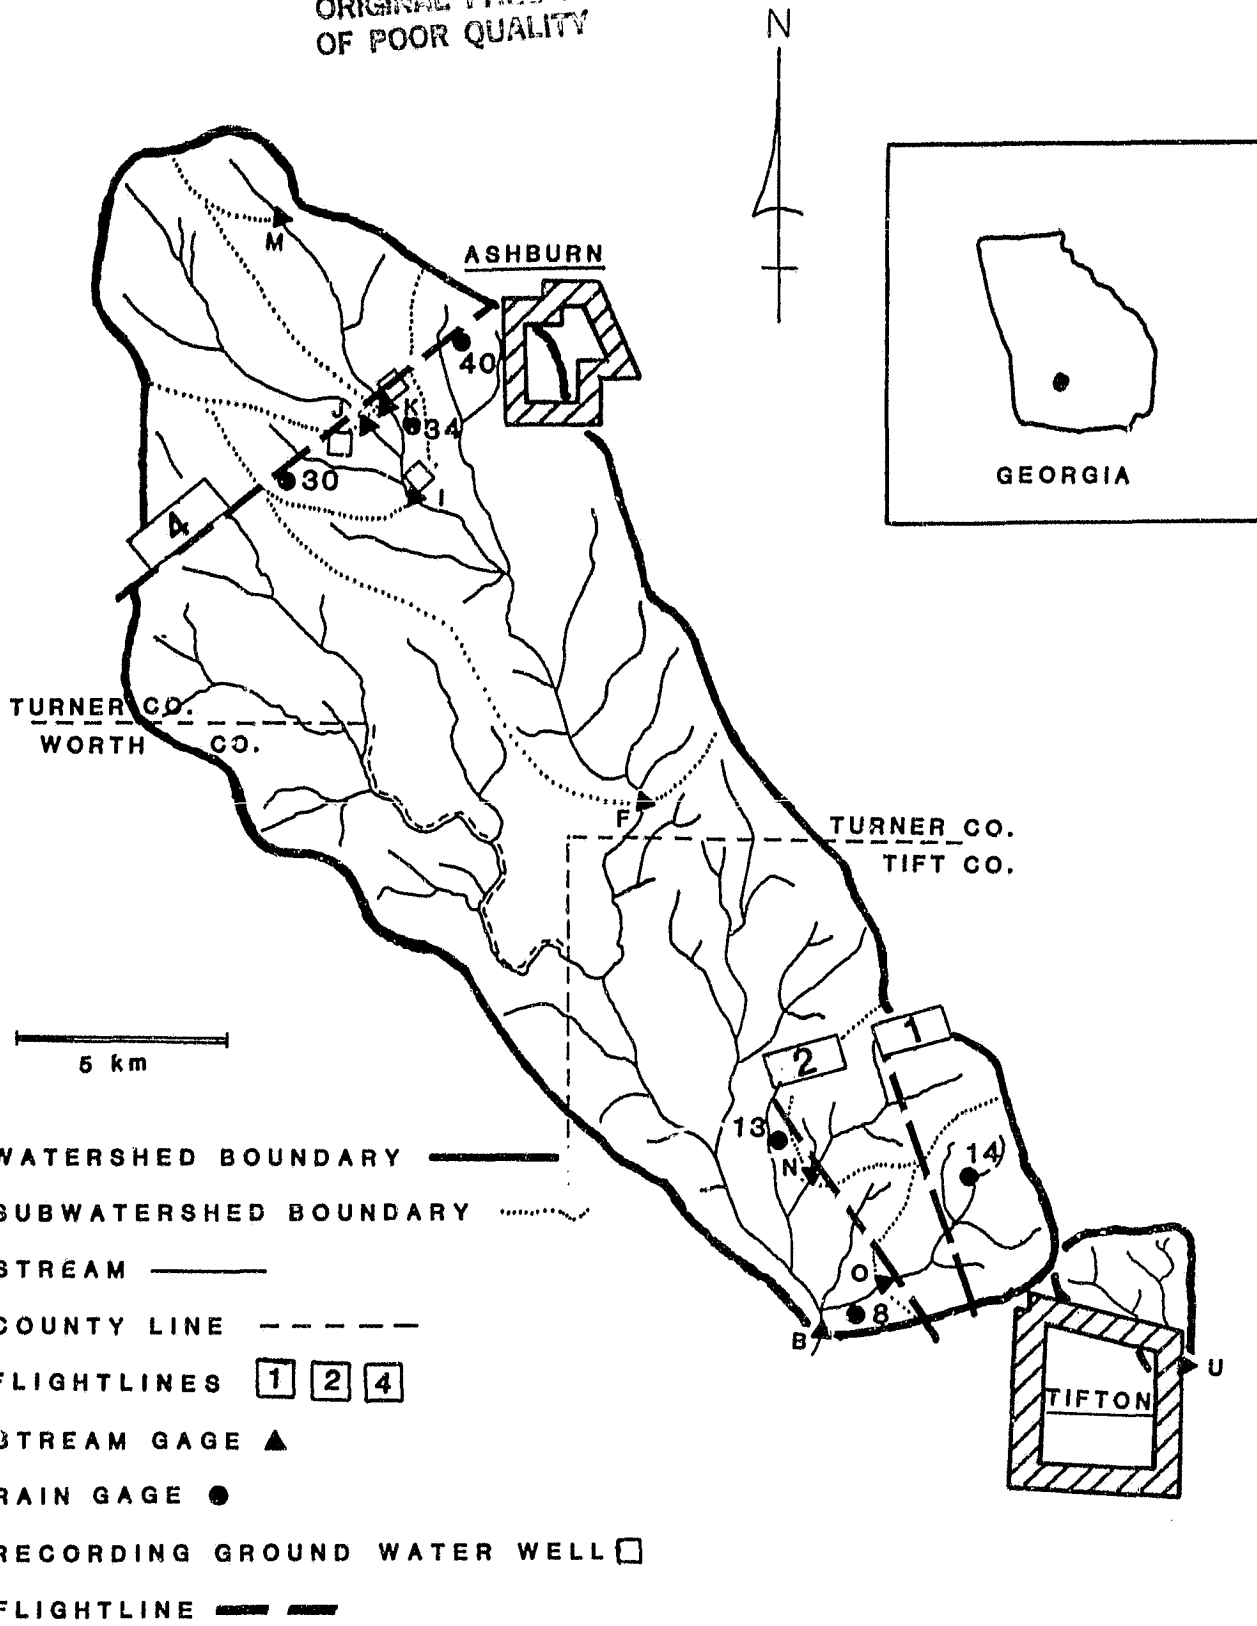 OF POOR QUALITY
N
ASHBURN
M
40
J
K
34
30
I
4
GEORGIA
TURNER CO.
WORTH CO.
F
TURNER CO.
TIFT CO.
1
2
5 km
13
14
N
O
8
B
U
TIFTON
WATERSHED BOUNDARY
SUBWATERSHED BOUNDARY
STREAM
COUNTY LINE
FLIGHTLINES 1 2 4
STREAM GAGE
RAIN GAGE
RECORDING GROUND WATER WELL
FLIGHTLINE